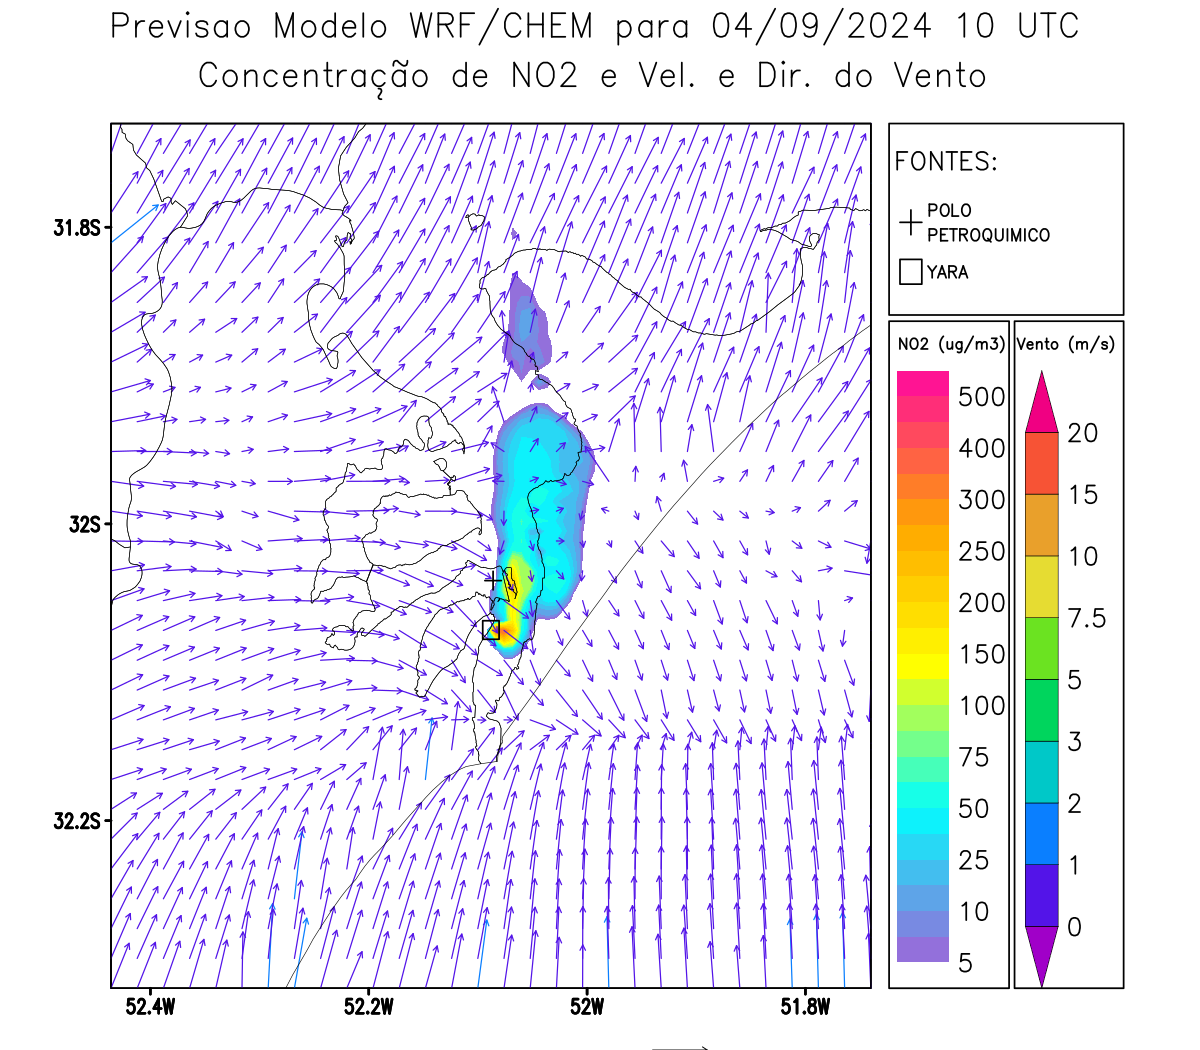 Previsao Modelo WRF/CHEM para 04/09/2024 10 UTC
Concentração de NO2 e Vel. e Dir. do Vento
FONTES:
POLO
PETROQUIMICO
YARA
NO2 (ug/m3)
500
400
300
250
200
150
100
75
50
25
10
5
Vento (m/s)
20
15
10
7.5
5
3
2
1
0
31.8S
32S
32.2S
52.4W
52.2W
52W
51.8W